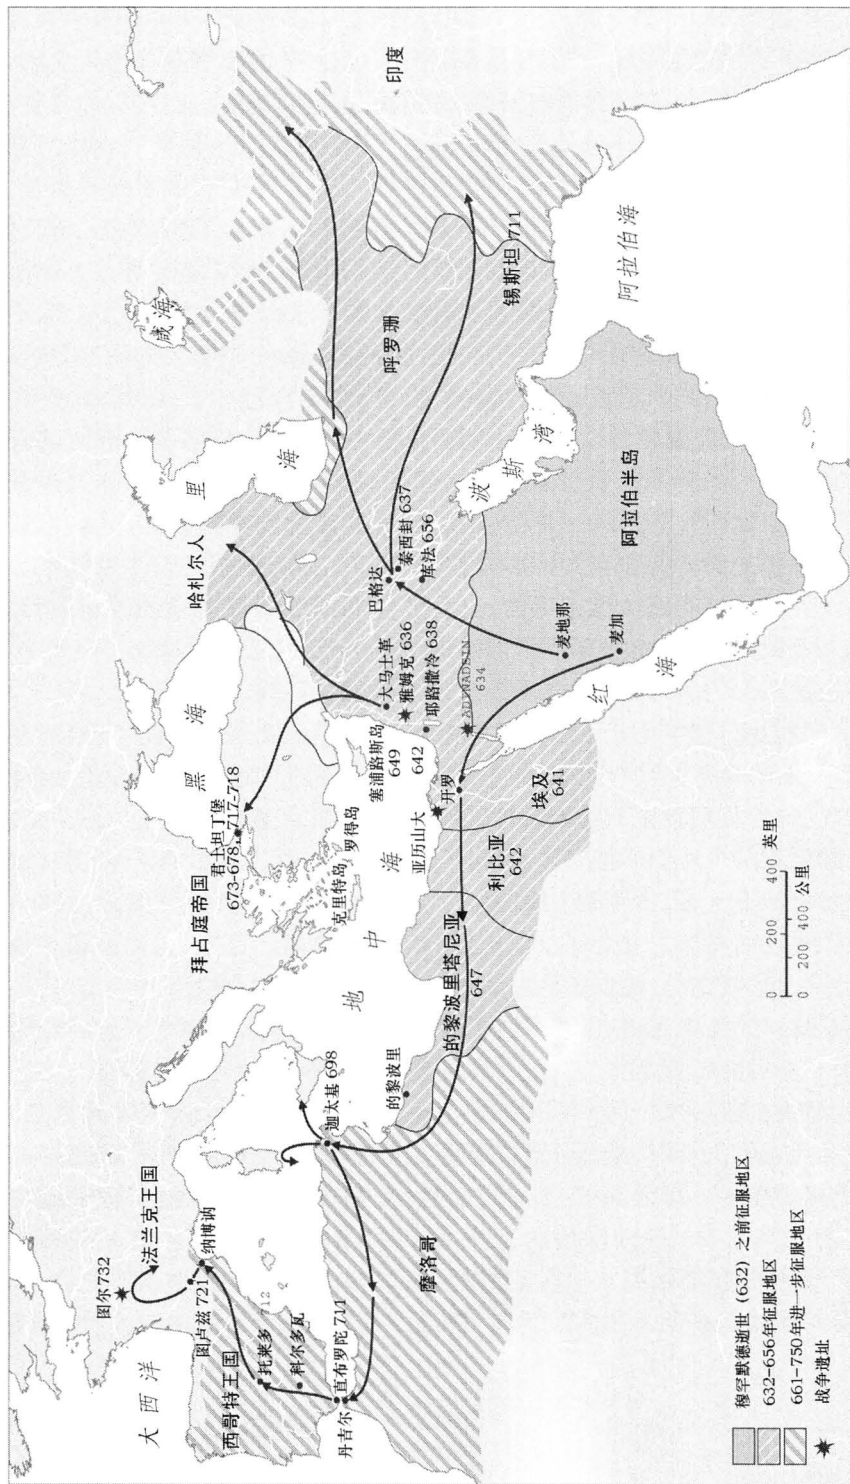 大西洋
图尔 732
法兰克王国
图卢兹 721
纳博讷
西哥特王国
托莱多
712
科尔多瓦
直布罗陀 711
丹吉尔
摩洛哥
迦太基 698
的黎波里
地中海
的黎波里塔尼亚
647
利比亚
642
埃及
641
拜占庭帝国
君士坦丁堡
673-678, 717-718
黑海
克里特岛
罗得岛
塞浦路斯岛
649
642
亚历山大
开罗
大马士革
雅姆克 636
耶路撒冷 638
634
哈札尔人
里海
咸海
巴格达
泰西封 637
库法 656
呼罗珊
锡斯坦 711
印度
麦地那
麦加
红海
阿拉伯半岛
波斯湾
阿拉伯海
0 200 400 英里
0 200 400 公里
穆罕默德逝世(632)之前征服地区
632-656年征服地区
661-750年进一步征服地区
战争遗址